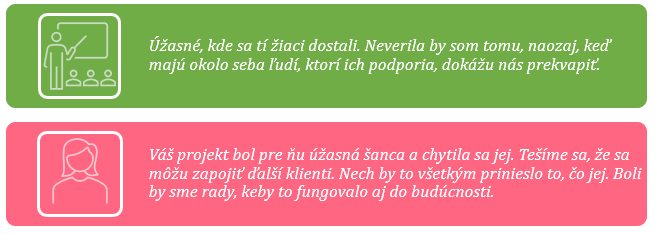 Úžasné, kde sa tí žiaci dostali. Neverila by som tomu, naozaj, keď
majú okolo seba ľudí, ktorí ich podporia, dokážu nás prekvapiť.
Váš projekt bol pre ňu úžasná šanca a chytila sa jej. Tešíme sa, že sa
môžu zapojiť ďalší klienti. Nech by to všetkým prinieslo to, čo jej. Boli
by sme rady, keby to fungovalo aj do budúcnosti.